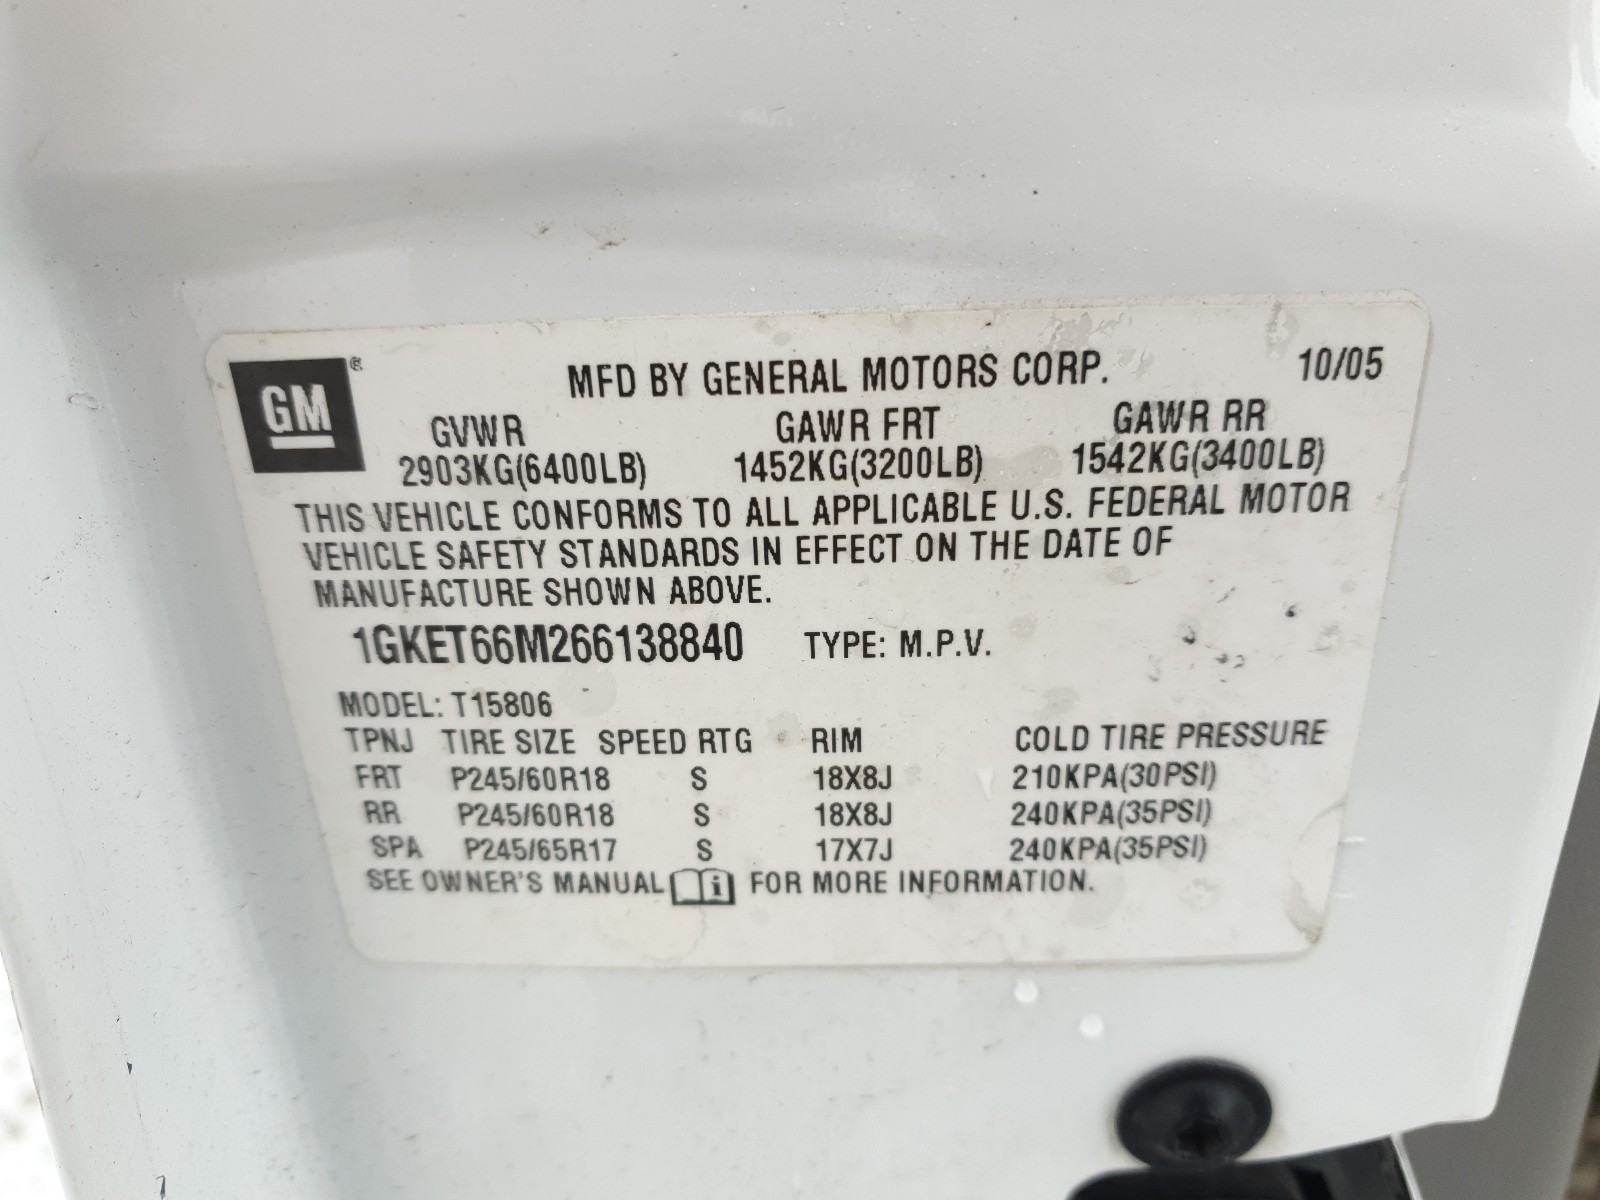 GM ®
MFD BY GENERAL MOTORS CORP. 10/05
GVWR GAWR FRT GAWR RR
2903KG(6400LB) 1452KG(3200LB) 1542KG(3400LB)
THIS VEHICLE CONFORMS TO ALL APPLICABLE U.S. FEDERAL MOTOR
VEHICLE SAFETY STANDARDS IN EFFECT ON THE DATE OF
MANUFACTURE SHOWN ABOVE.
1GKET66M266138840 TYPE: M.P.V.
MODEL: T15806
TPNJ TIRE SIZE SPEED RTG RIM COLD TIRE PRESSURE
FRT P245/60R18 S 18X8J 210KPA(30PSI)
RR P245/60R18 S 18X8J 240KPA(35PSI)
SPA P245/65R17 S 17X7J 240KPA(35PSI)
SEE OWNER'S MANUAL i FOR MORE INFORMATION.